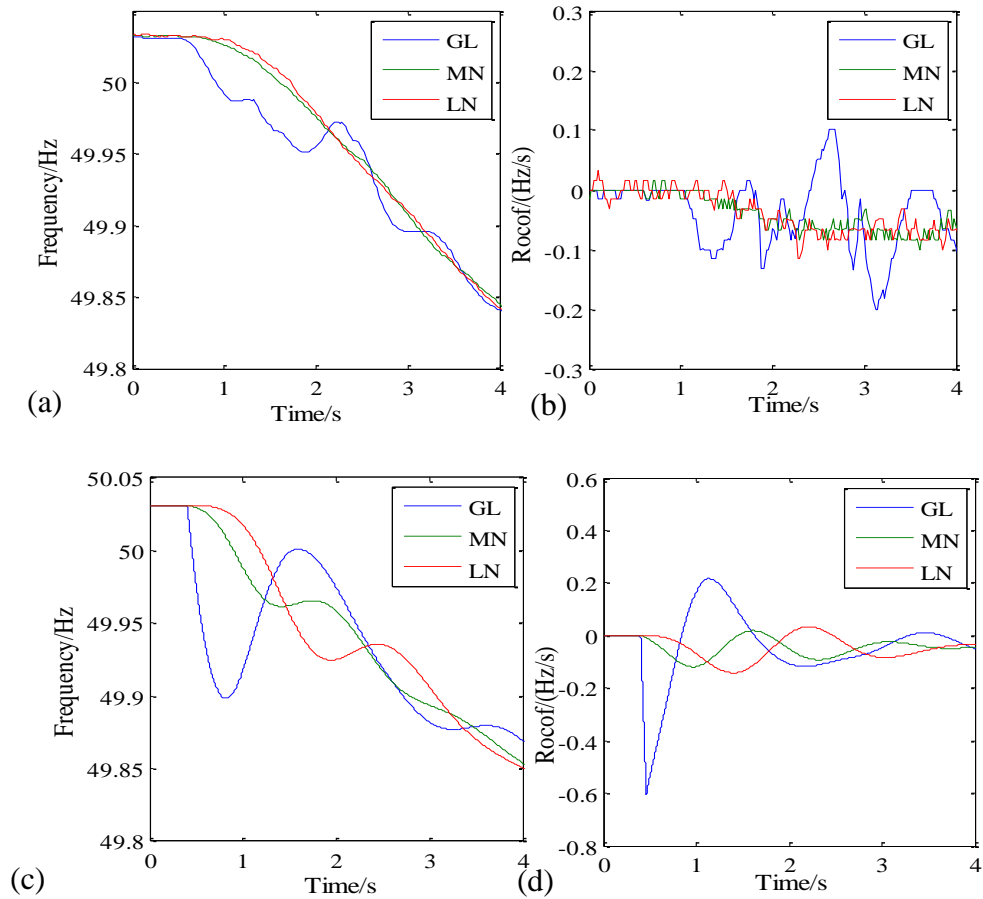 50
49.95
49.9
49.85
49.8
0 1 2 3 4
Frequency/Hz
Time/s
GL
MN
LN
(a)
0.3
0.2
0.1
0
-0.1
-0.2
-0.3
0 1 2 3 4
Rocof/(Hz/s)
Time/s
GL
MN
LN
(b)
50.05
50
49.95
49.9
49.85
49.8
0 1 2 3 4
Frequency/Hz
Time/s
GL
MN
LN
(c)
0.6
0.4
0.2
0
-0.2
-0.4
-0.6
-0.8
0 1 2 3 4
Rocof/(Hz/s)
Time/s
GL
MN
LN
(d)